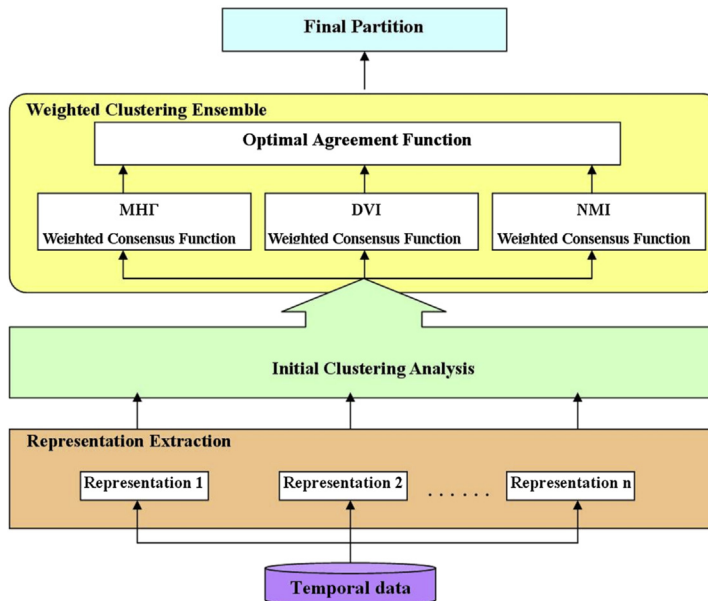 Final Partition
Weighted Clustering Ensemble
Optimal Agreement Function
МНГ DVI NMI
Weighted Consensus Function Weighted Consensus Function Weighted Consensus Function
Initial Clustering Analysis
Representation Extraction
Representation 1 Representation 2 . . . . . . Representation n
Temporal data